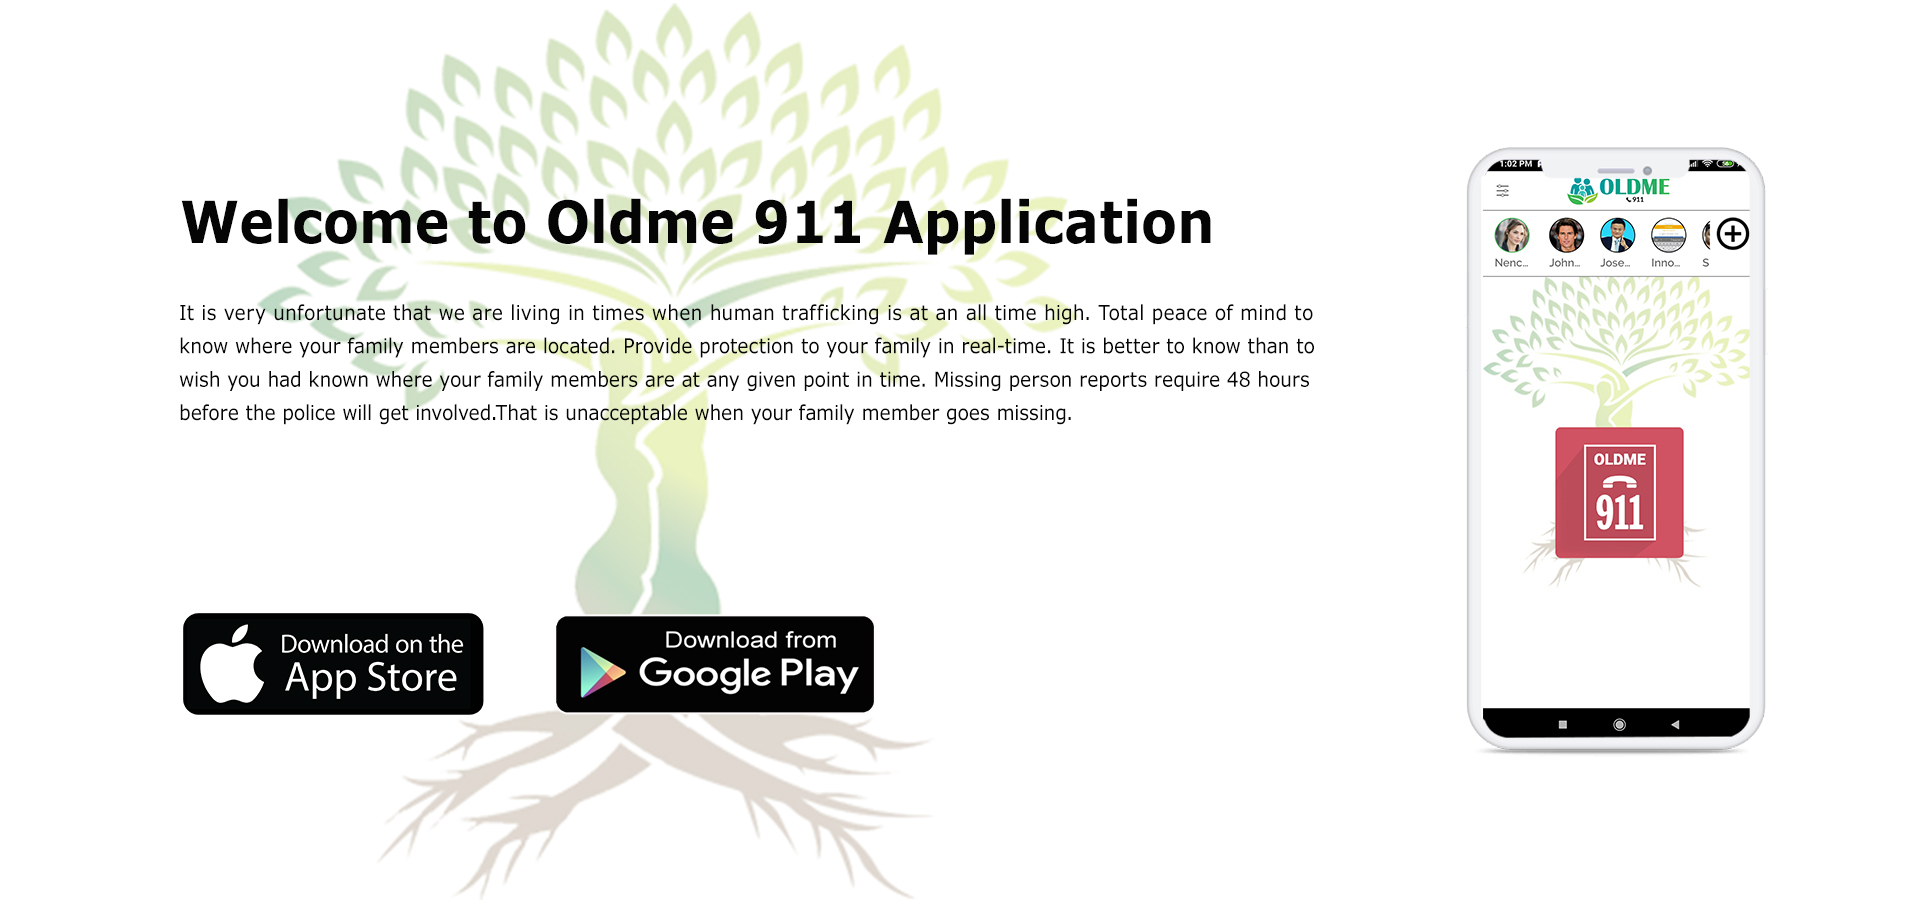 Welcome to Oldme 911 Application
It is very unfortunate that we are living in times when human trafficking is at an all time high. Total peace of mind to
know where your family members are located. Provide protection to your family in real-time. It is better to know than to
wish you had known where your family members are at any given point in time. Missing person reports require 48 hours
before the police will get involved.That is unacceptable when your family member goes missing.
Download on the
App Store
Download from
Google Play
1:02 PM
OLDME
911
Nenc... John... Jose... Inno... S
OLDME
911